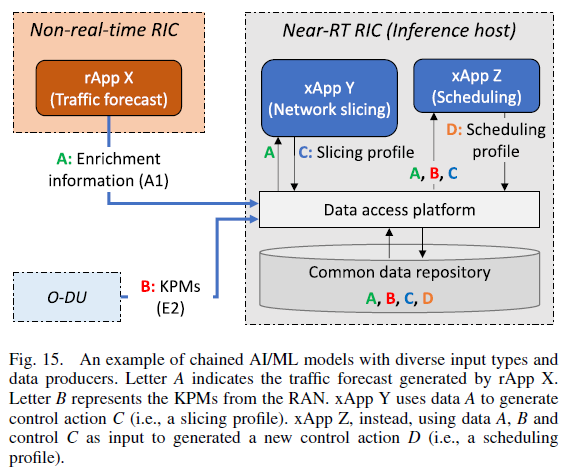 Non-real-time RIC
rApp X
(Traffic forecast)
A: Enrichment
information (A1)
O-DU
B: KPMs
(E2)
Near-RT RIC (Inference host)
xApp Y
(Network slicing)
xApp Z
(Scheduling)
A
C: Slicing profile
D: Scheduling
profile
A, B, C
Data access platform
Common data repository
A, B, C, D
Fig. 15. An example of chained AI/ML models with diverse input types and
data producers. Letter A indicates the traffic forecast generated by rApp X.
Letter B represents the KPMs from the RAN. xApp Y uses data A to generate
control action C (i.e., a slicing profile). xApp Z, instead, using data A, B and
control C as input to generated a new control action D (i.e., a scheduling
profile).